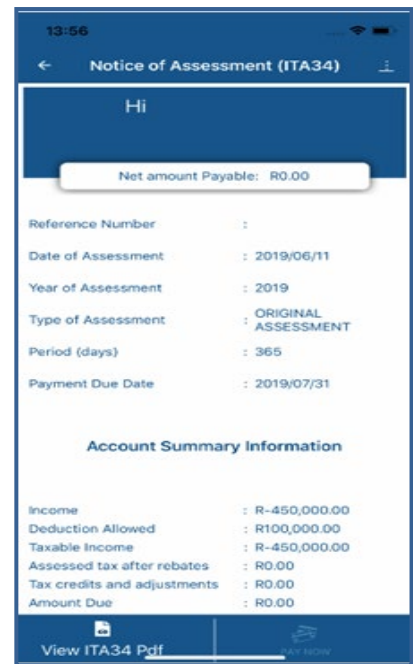 13:56
Notice of Assessment (ITA34)
Hi
Net amount Payable: R0.00
Reference Number :
Date of Assessment : 2019/06/11
Year of Assessment : 2019
Type of Assessment : ORIGINAL
ASSESSMENT
Period (days) : 365
Payment Due Date : 2019/07/31
Account Summary Information
Income : R-450,000.00
Deduction Allowed : R100,000.00
Taxable Income : R-450,000.00
Assessed tax after rebates : R0.00
Tax credits and adjustments : R0.00
Amount Due : R0.00
View ITA34 Pdf PAY NOW